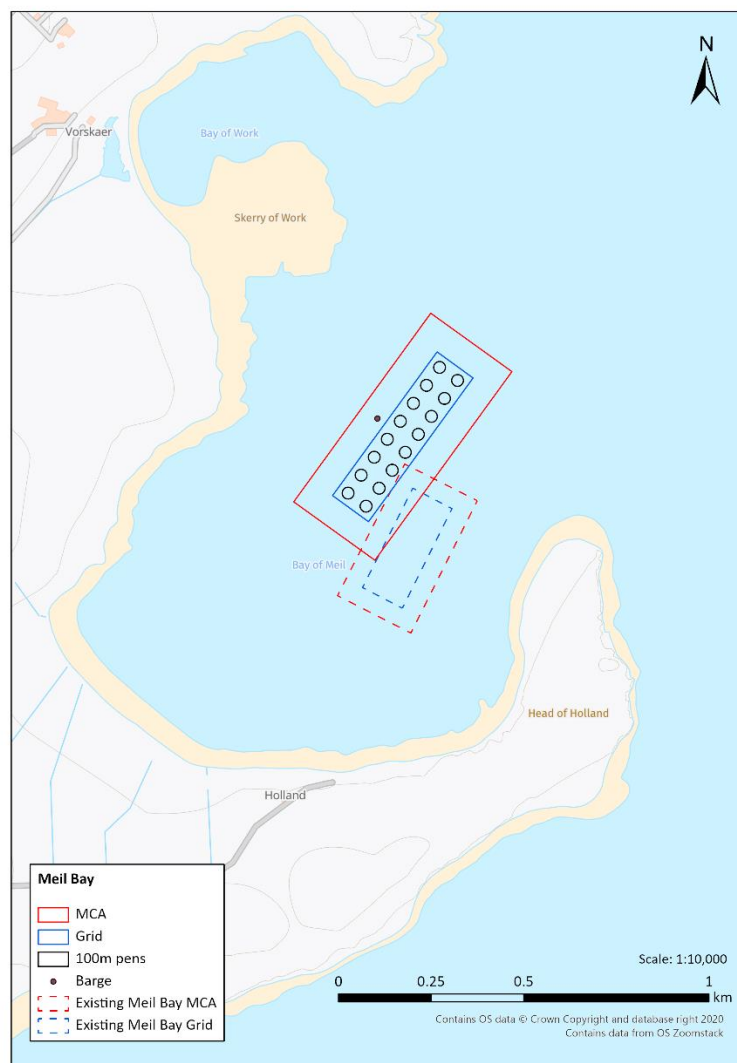 N
Bay of Work
Vorskaer
Skerry of Work
Bay of Meil
Head of Holland
Holland
Meil Bay
MCA
Grid
100m pens
Barge
Existing Meil Bay MCA
Existing Meil Bay Grid
Scale: 1:10,000
0 0.25 0.5 1
km
Contains OS data © Crown Copyright and database right 2020
Contains data from OS Zoomstack